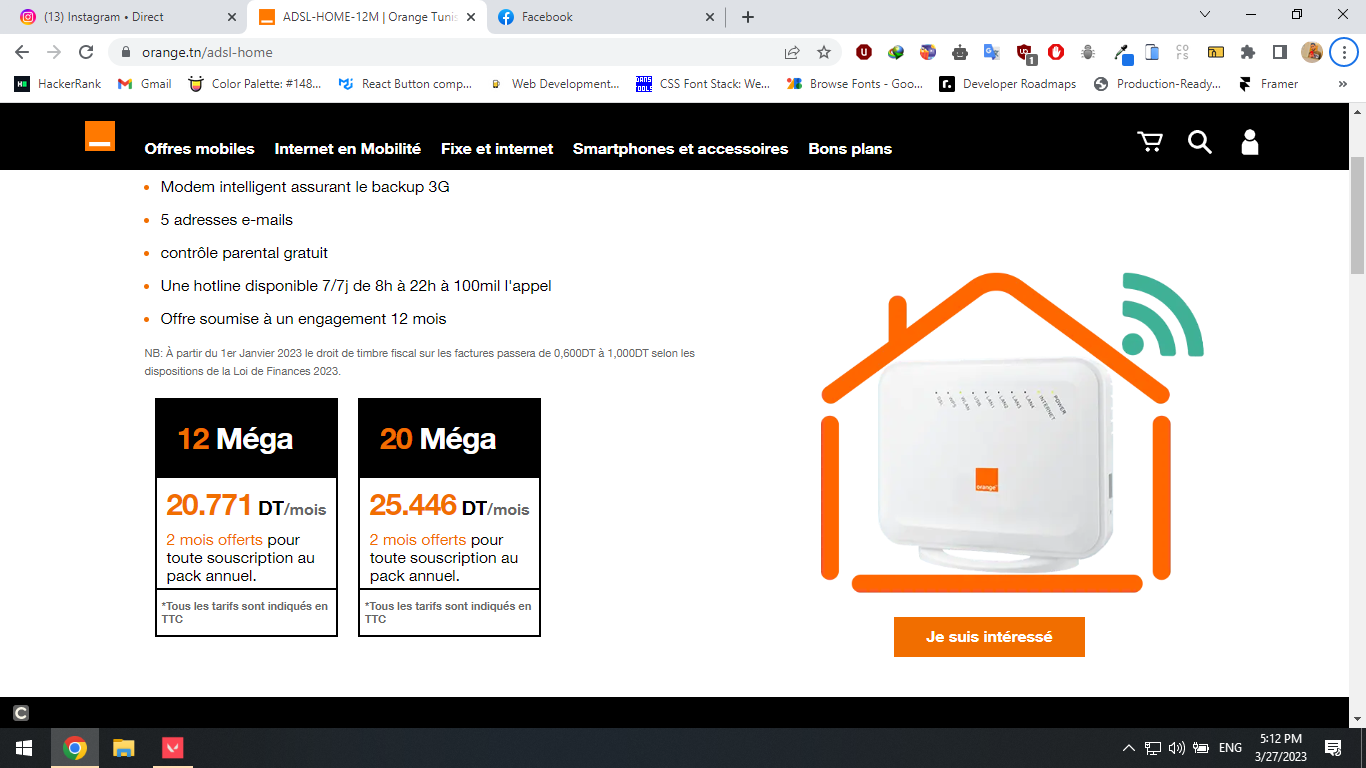 (13) Instagram • Direct
ADSL-HOME-12M | Orange Tunis
Facebook
orange.tn/adsl-home
1
co
rs
HackerRank
Gmail
Color Palette: #148...
React Button comp...
Web Development...
CSS Font Stack: We...
Browse Fonts - Goo...
Developer Roadmaps
Production-Ready...
Framer
»
Offres mobiles Internet en Mobilité Fixe et internet Smartphones et accessoires Bons plans
• Modem intelligent assurant le backup 3G
• 5 adresses e-mails
• contrôle parental gratuit
• Une hotline disponible 7/7j de 8h à 22h à 100mil l'appel
• Offre soumise à un engagement 12 mois
NB: À partir du 1er Janvier 2023 le droit de timbre fiscal sur les factures passera de 0,600DT à 1,000DT selon les
dispositions de la Loi de Finances 2023.
12 Méga
20.771 DT/mois
2 mois offerts pour
toute souscription au
pack annuel.
*Tous les tarifs sont indiqués en
TTC
20 Méga
25.446 DT/mois
2 mois offerts pour
toute souscription au
pack annuel.
*Tous les tarifs sont indiqués en
TTC
DSL WPS WLAN USB LAN1 LAN2 LAN3 LAN4 INTERNET POWER
orange
Je suis intéressé
ENG
5:12 PM
3/27/2023